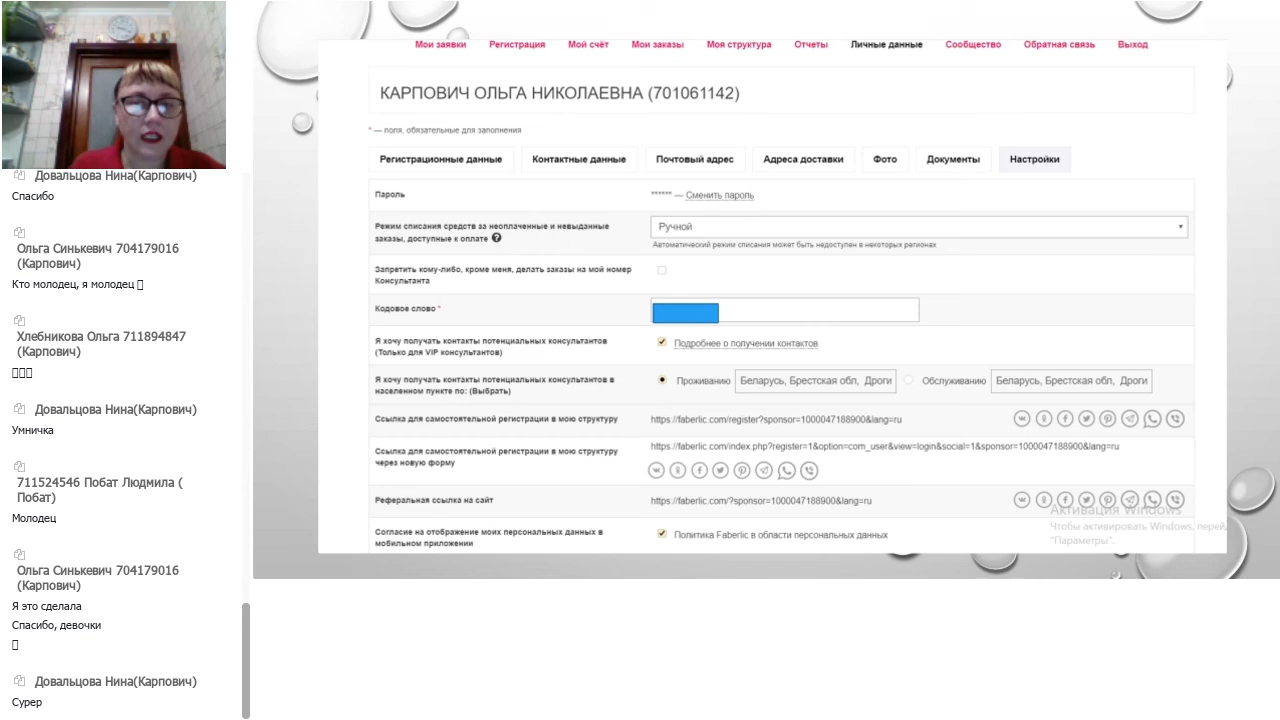 Довальцова Нина(Карпович)
Спасибо
Ольга Синькевич 704179016
(Карпович)
Кто молодец, я молодец
Хлебникова Ольга 711894847
(Карпович)
Довальцова Нина(Карпович)
Умничка
711524546 Побат Людмила (
Побат)
Молодец
Ольга Синькевич 704179016
(Карпович)
Я это сделала
Спасибо, девочки
Довальцова Нина(Карпович)
Сурер
Мои заявки Регистрация Мой счёт Мои заказы Моя структура Отчеты Личные данные Сообщество Обратная связь Выход
КАРПОВИЧ ОЛЬГА НИКОЛАЕВНА (701061142)
* — поля, обязательные для заполнения
Регистрационные данные Контактные данные Почтовый адрес Адреса доставки Фото Документы Настройки
Пароль ****** — Сменить пароль
Режим списания средств за неоплаченные и невыданные
заказы, доступные к оплате ?
Ручной
Автоматический режим списания может быть недоступен в некоторых регионах
Запретить кому-либо, кроме меня, делать заказы на мой номер
Консультанта
Кодовое слово *
Я хочу получать контакты потенциальных консультантов
(Только для VIP консультантов)
Подробнее о получении контактов
Я хочу получать контакты потенциальных консультантов в
населенном пункте по: (Выбрать)
Проживанию Беларусь, Брестская обл, Дроги Обслуживанию Беларусь, Брестская обл, Дроги
Ссылка для самостоятельной регистрации в мою структуру https://faberlic.com/register?sponsor=1000047188900&lang=ru
Ссылка для самостоятельной регистрации в мою структуру
через новую форму
https://faberlic.com/index.php?register=1&option=com_user&view=login&social=1&sponsor=1000047188900&lang=ru
Реферальная ссылка на сайт https://faberlic.com/?sponsor=1000047188900&lang=ru
Согласие на отображение моих персональных данных в
мобильном приложении
Политика Faberlic в области персональных данных
Активация Windows
Чтобы активировать Windows, перей
"Параметры".